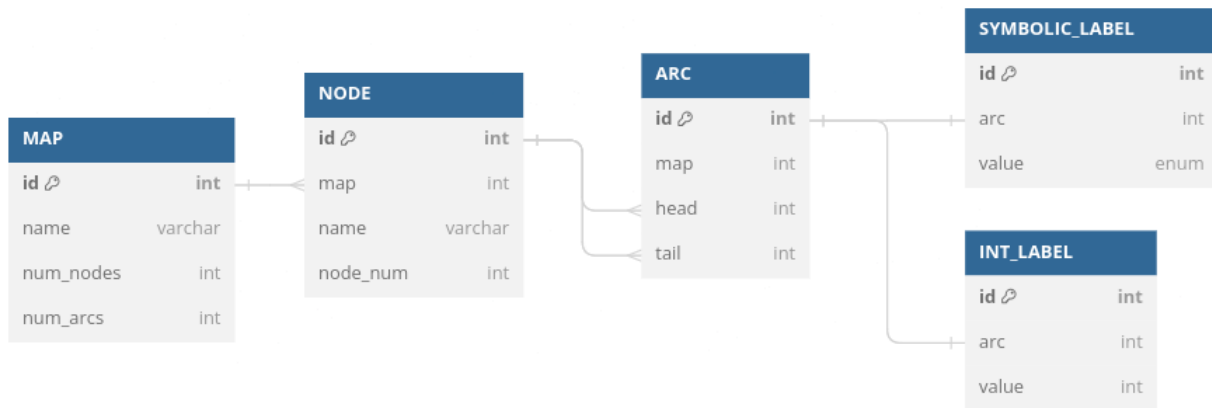 MAP
id int
name varchar
num_nodes int
num_arcs int
NODE
id int
map int
name varchar
node_num int
ARC
id int
map int
head int
tail int
SYMBOLIC_LABEL
id int
arc int
value enum
INT_LABEL
id int
arc int
value int